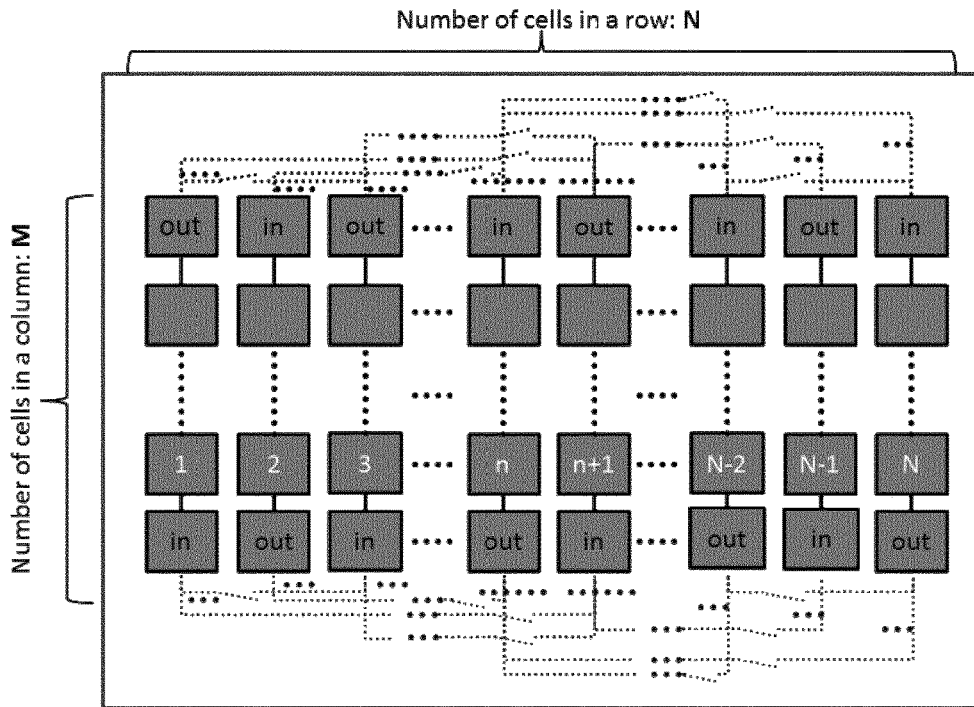 Number of cells in a row: N
Number of cells in a column: M
out in out in out in out in
1 2 3 n n+1 N-2 N-1 N
in out in out in out in out